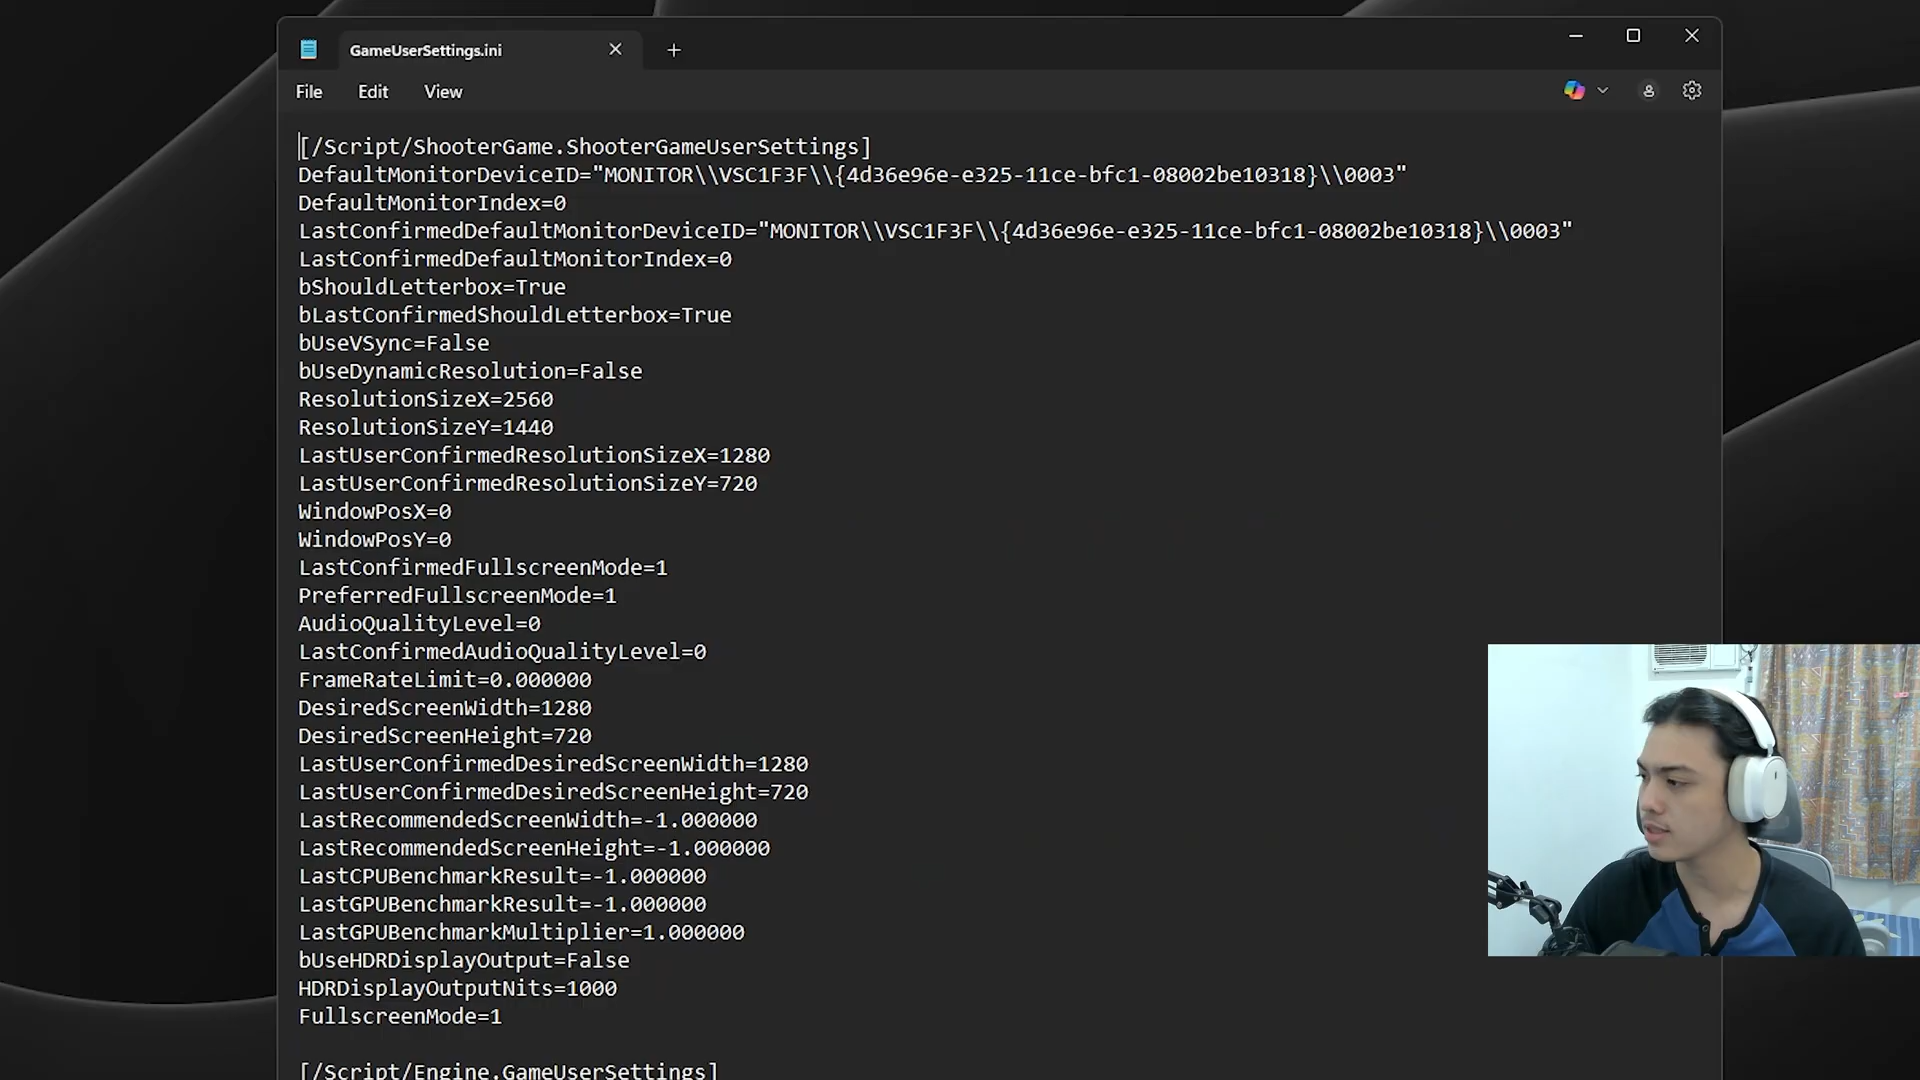 GameUserSettings.ini
File Edit View
[/Script/ShooterGame.ShooterGameUserSettings]
DefaultMonitorDeviceID="MONITOR\\VSC1F3F\\{4d36e96e-e325-11ce-bfc1-08002be10318}\\0003"
DefaultMonitorIndex=0
LastConfirmedDefaultMonitorDeviceID="MONITOR\\VSC1F3F\\{4d36e96e-e325-11ce-bfc1-08002be10318}\\0003"
LastConfirmedDefaultMonitorIndex=0
bShouldLetterbox=True
bLastConfirmedShouldLetterbox=True
bUseVSync=False
bUseDynamicResolution=False
ResolutionSizeX=2560
ResolutionSizeY=1440
LastUserConfirmedResolutionSizeX=1280
LastUserConfirmedResolutionSizeY=720
WindowPosX=0
WindowPosY=0
LastConfirmedFullscreenMode=1
PreferredFullscreenMode=1
AudioQualityLevel=0
LastConfirmedAudioQualityLevel=0
FrameRateLimit=0.000000
DesiredScreenWidth=1280
DesiredScreenHeight=720
LastUserConfirmedDesiredScreenWidth=1280
LastUserConfirmedDesiredScreenHeight=720
LastRecommendedScreenWidth=-1.000000
LastRecommendedScreenHeight=-1.000000
LastCPUBenchmarkResult=-1.000000
LastGPUBenchmarkResult=-1.000000
LastGPUBenchmarkMultiplier=1.000000
bUseHDRDisplayOutput=False
HDRDisplayOutputNits=1000
FullscreenMode=1
[/Script/Engine.GameUserSettings]